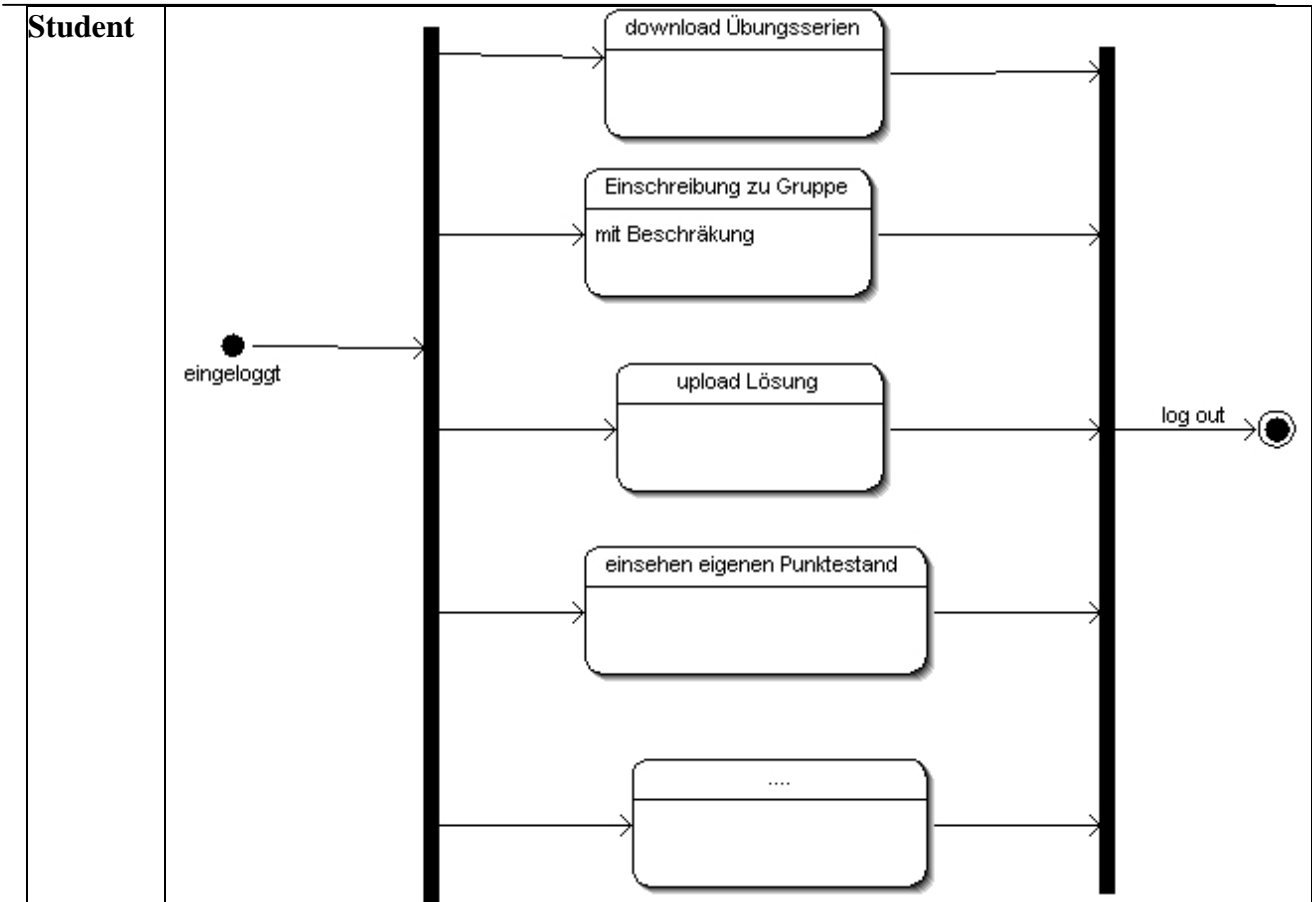 Student
download Übungsserien
Einschreibung zu Gruppe
mit Beschräkung
eingeloggt
upload Lösung
log out
einsehen eigenen Punktestand
....